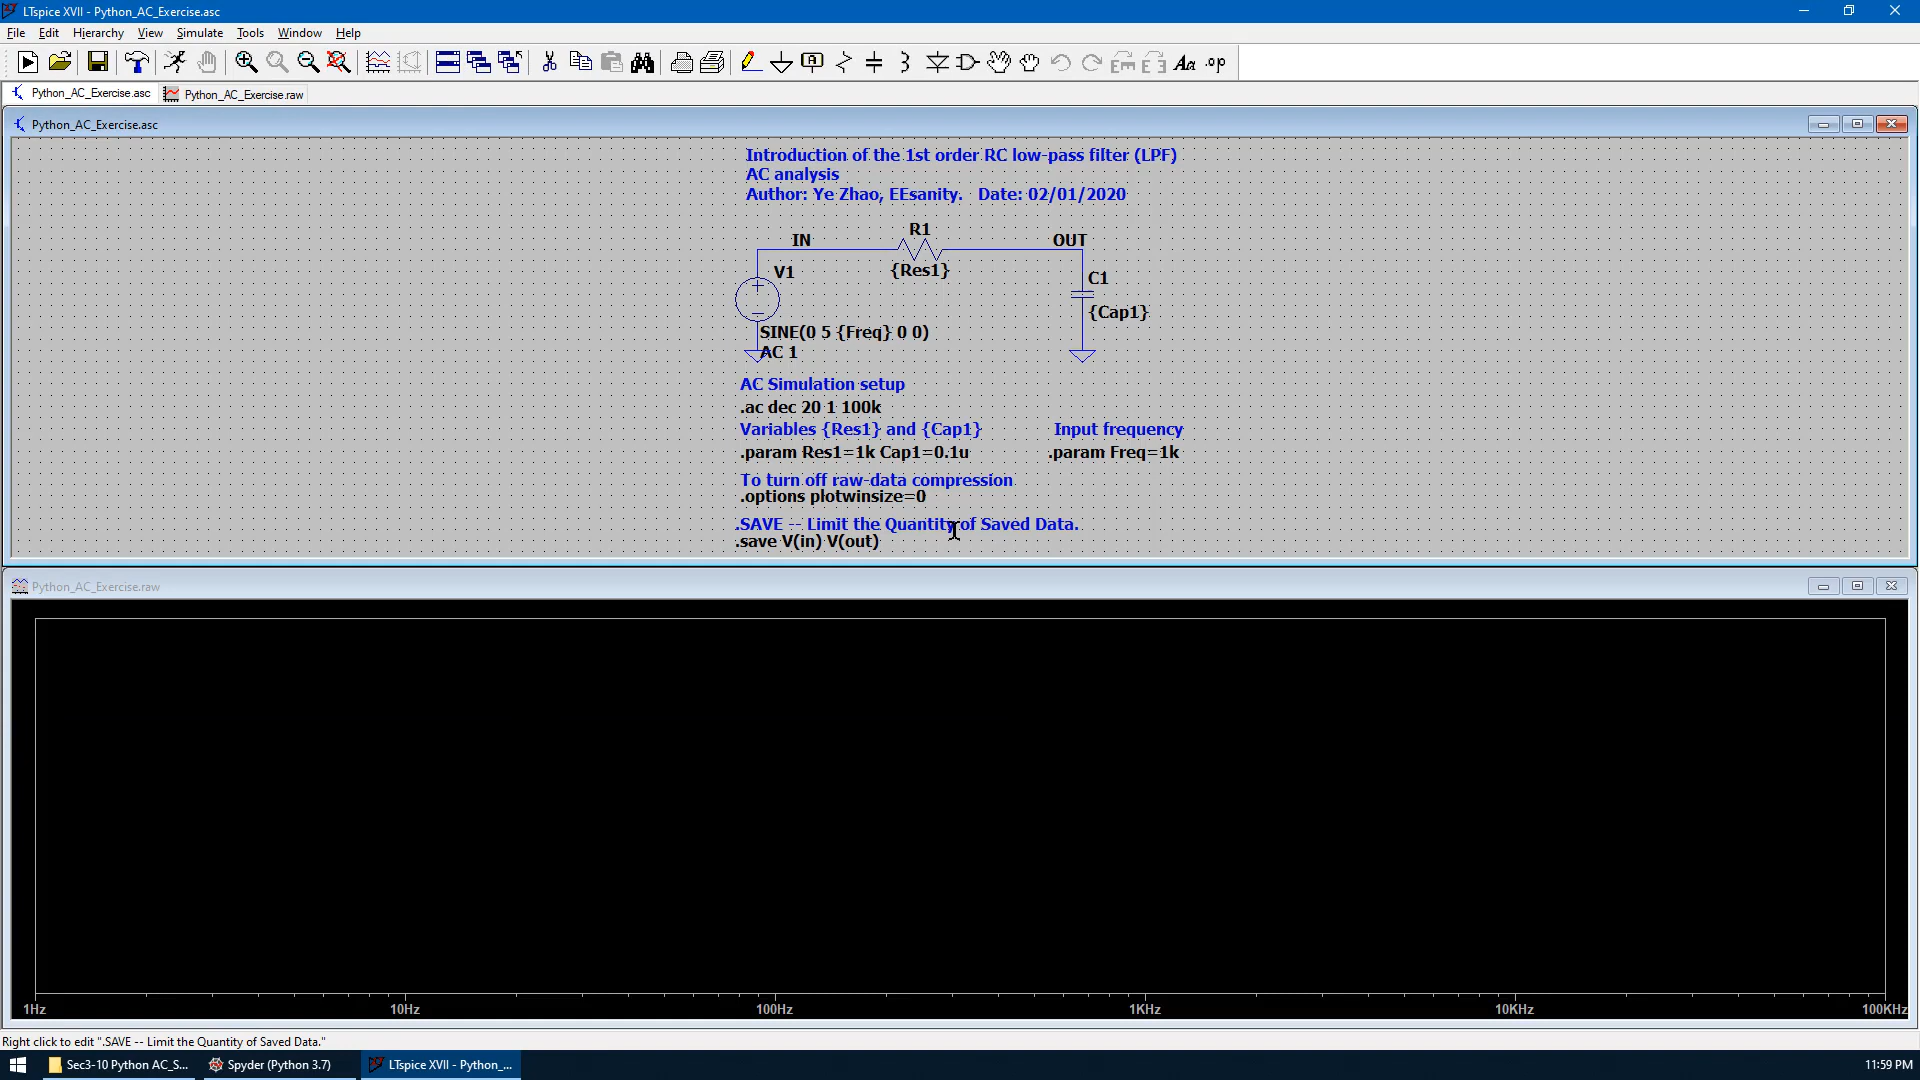 LTspice XVII - Python_AC_Exercise.asc
File Edit Hierarchy View Simulate Tools Window Help
.op
Python_AC_Exercise.asc Python_AC_Exercise.raw
Python_AC_Exercise.asc
Introduction of the 1st order RC low-pass filter (LPF)
AC analysis
Author: Ye Zhao, EEsanity. Date: 02/01/2020
R1
IN OUT
{Res1}
V1
C1
{Cap1}
SINE(0 5 {Freq} 0 0)
AC 1
AC Simulation setup
.ac dec 20 1 100k
Variables {Res1} and {Cap1} Input frequency
.param Res1=1k Cap1=0.1u .param Freq=1k
To turn off raw-data compression
.options plotwinsize=0
.SAVE -- Limit the Quantity of Saved Data.
.save V(in) V(out)
Python_AC_Exercise.raw
1Hz 10Hz 100Hz 1KHz 10KHz 100KHz
Right click to edit ".SAVE -- Limit the Quantity of Saved Data."
Sec3-10 Python AC_S... Spyder (Python 3.7) LTspice XVII - Python_... 11:59 PM